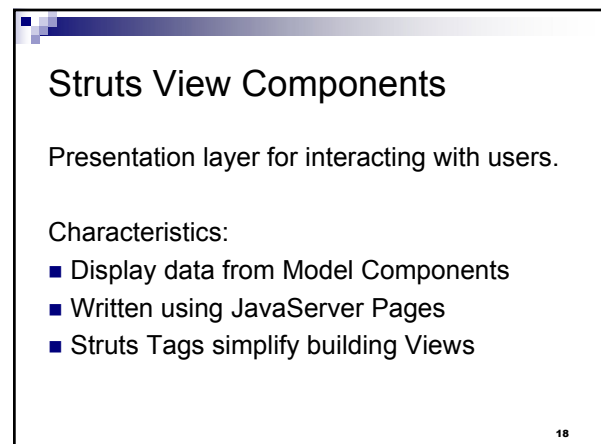 Struts View Components
Presentation layer for interacting with users.
Characteristics:
Display data from Model Components
Written using JavaServer Pages
Struts Tags simplify building Views
18